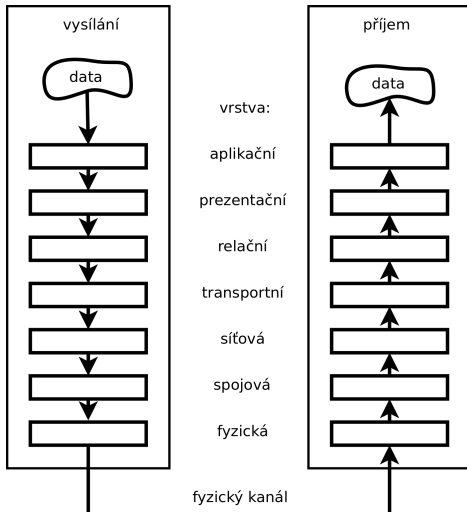 vysílání
příjem
data
data
vrstva:
aplikační
prezentační
relační
transportní
síťová
spojová
fyzická
fyzický kanál